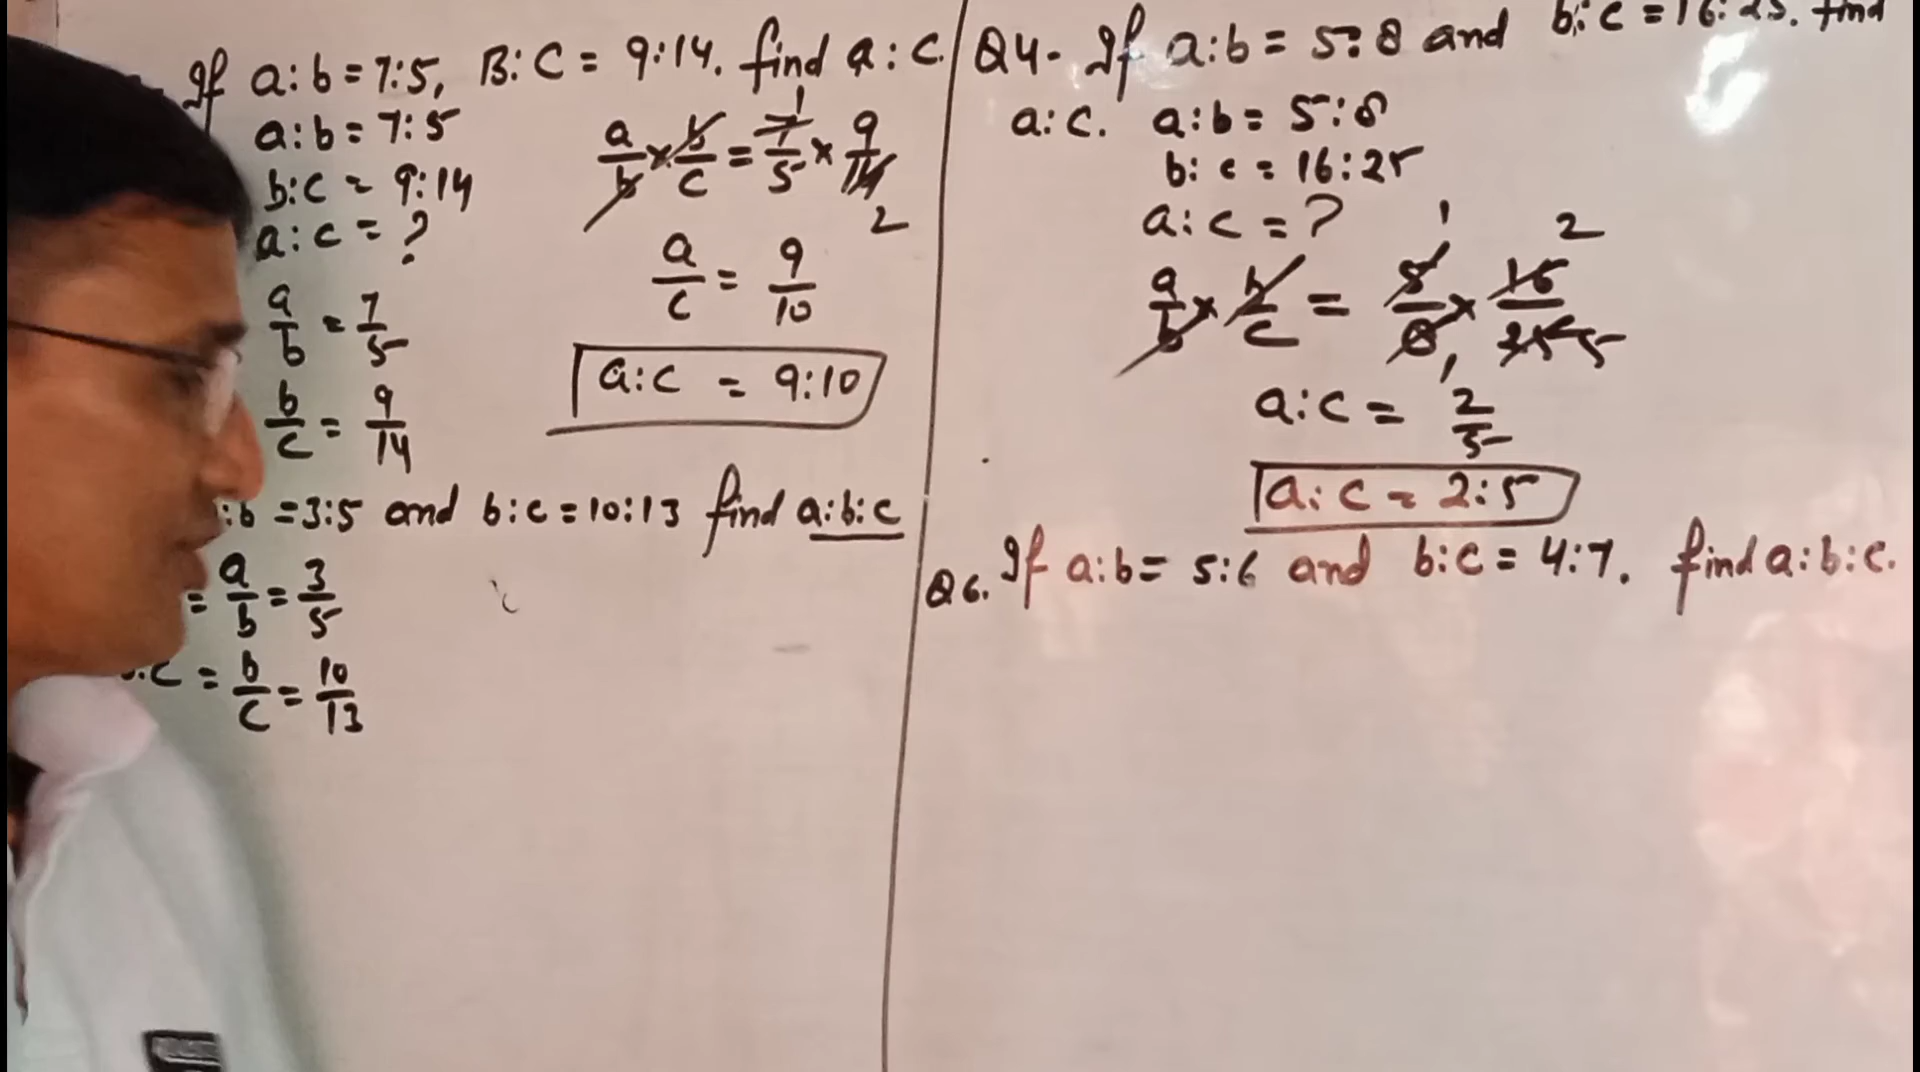 If a:b = 7:5, B:C = 9:14. find a:C.
a:b = 7:5
b:c = 9:14
a:c = ?
a/b = 7/5
b/c = 9/14
a/b × b/c = 7/5 × 9/14
1
2
a/c = 9/10
a:c = 9:10
:b = 3:5 and b:c = 10:13 find a:b:c
= a/b = 3/5
:C = b/c = 10/13
Q4. If a:b = 5:8 and b:c = 16:25. find
a:c. a:b = 5:8
b:c = 16:25
a:c = ?
1 2
a/b × b/c = 5/8 × 16/25
1 5
a:c = 2/5
a:c = 2:5
Q6. If a:b = 5:6 and b:c = 4:7. find a:b:c.